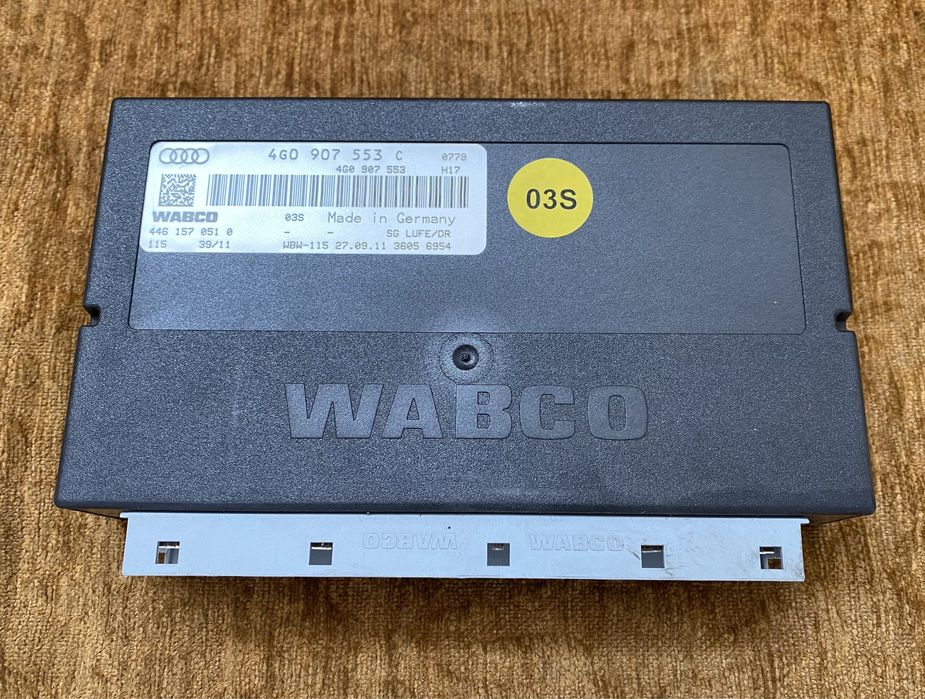 4G0 907 553 C 0779
4G0 907 553 H17
WABCO 03S Made in Germany
446 157 051 0 - - SG LUFE/DR
115 39/11 WBW-115 27.09.11 3605 6954
03S
WABCO
WABCO WABCO